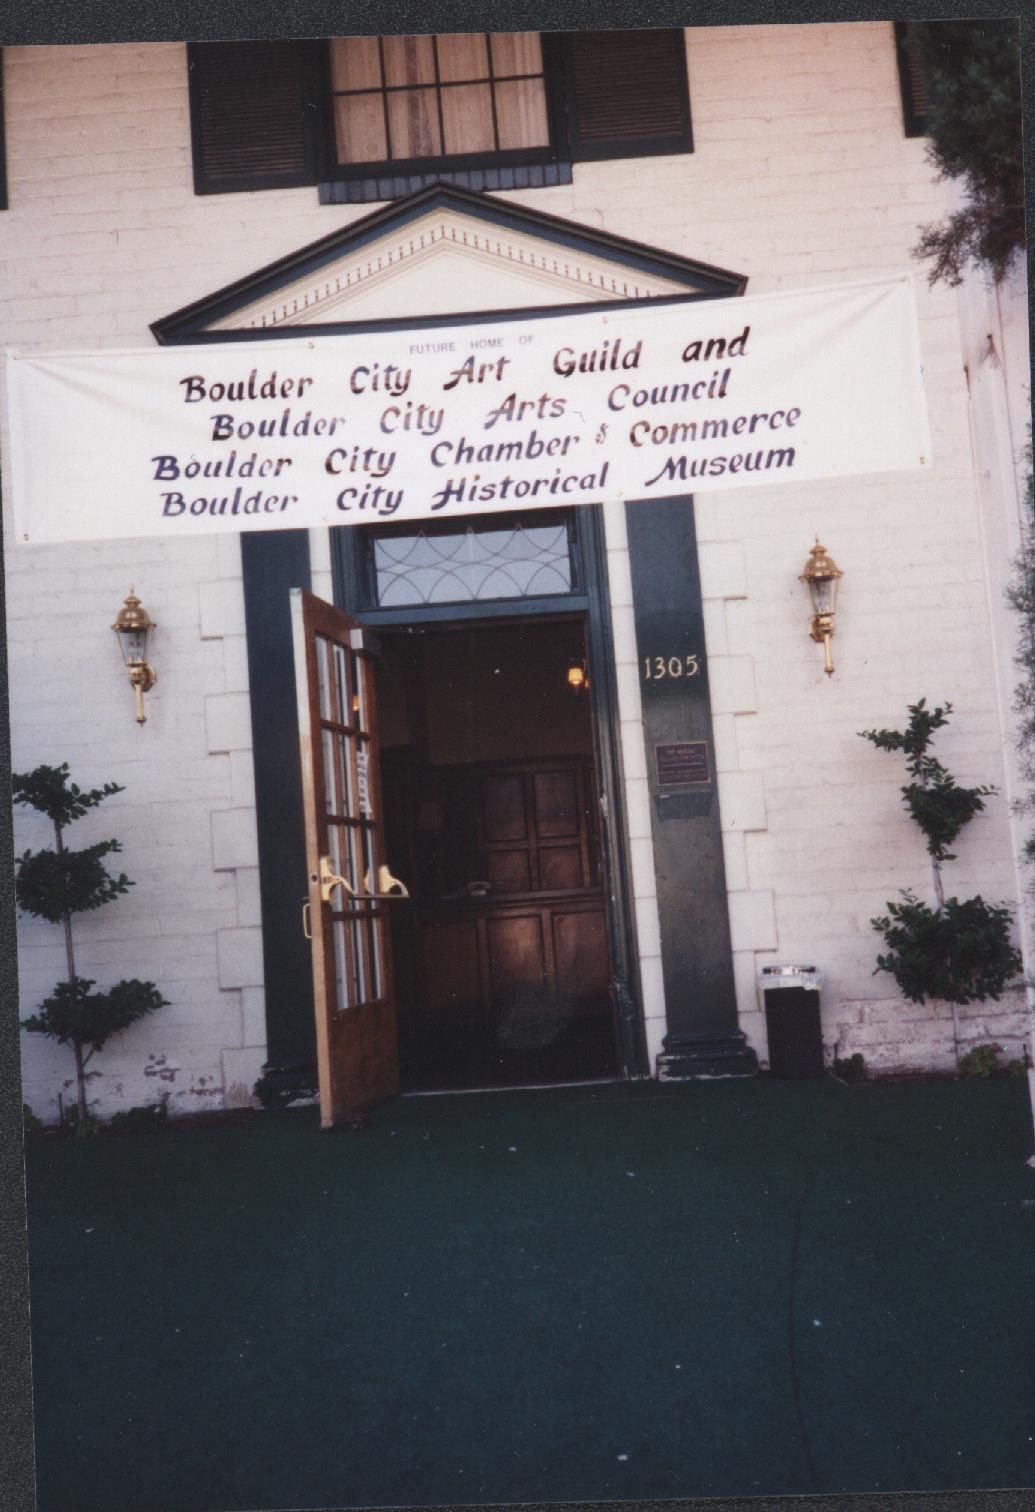 FUTURE HOME OF
Boulder City Art Guild and
Boulder City Arts Council
Boulder City Chamber & Commerce
Boulder City Historical Museum
1305